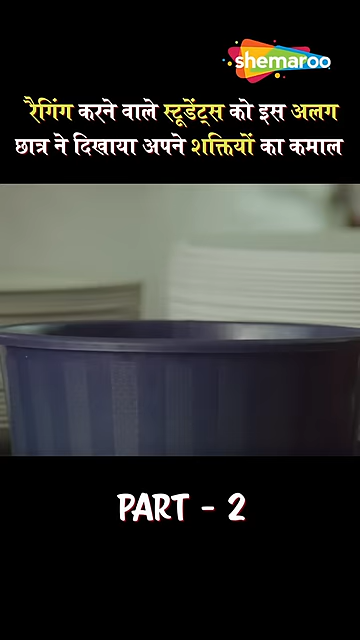 shemaroo
रैगिंग करने वाले स्टूडेंट्स को इस अलग
छात्र ने दिखाया अपने शक्तियों का कमाल
PART - 2